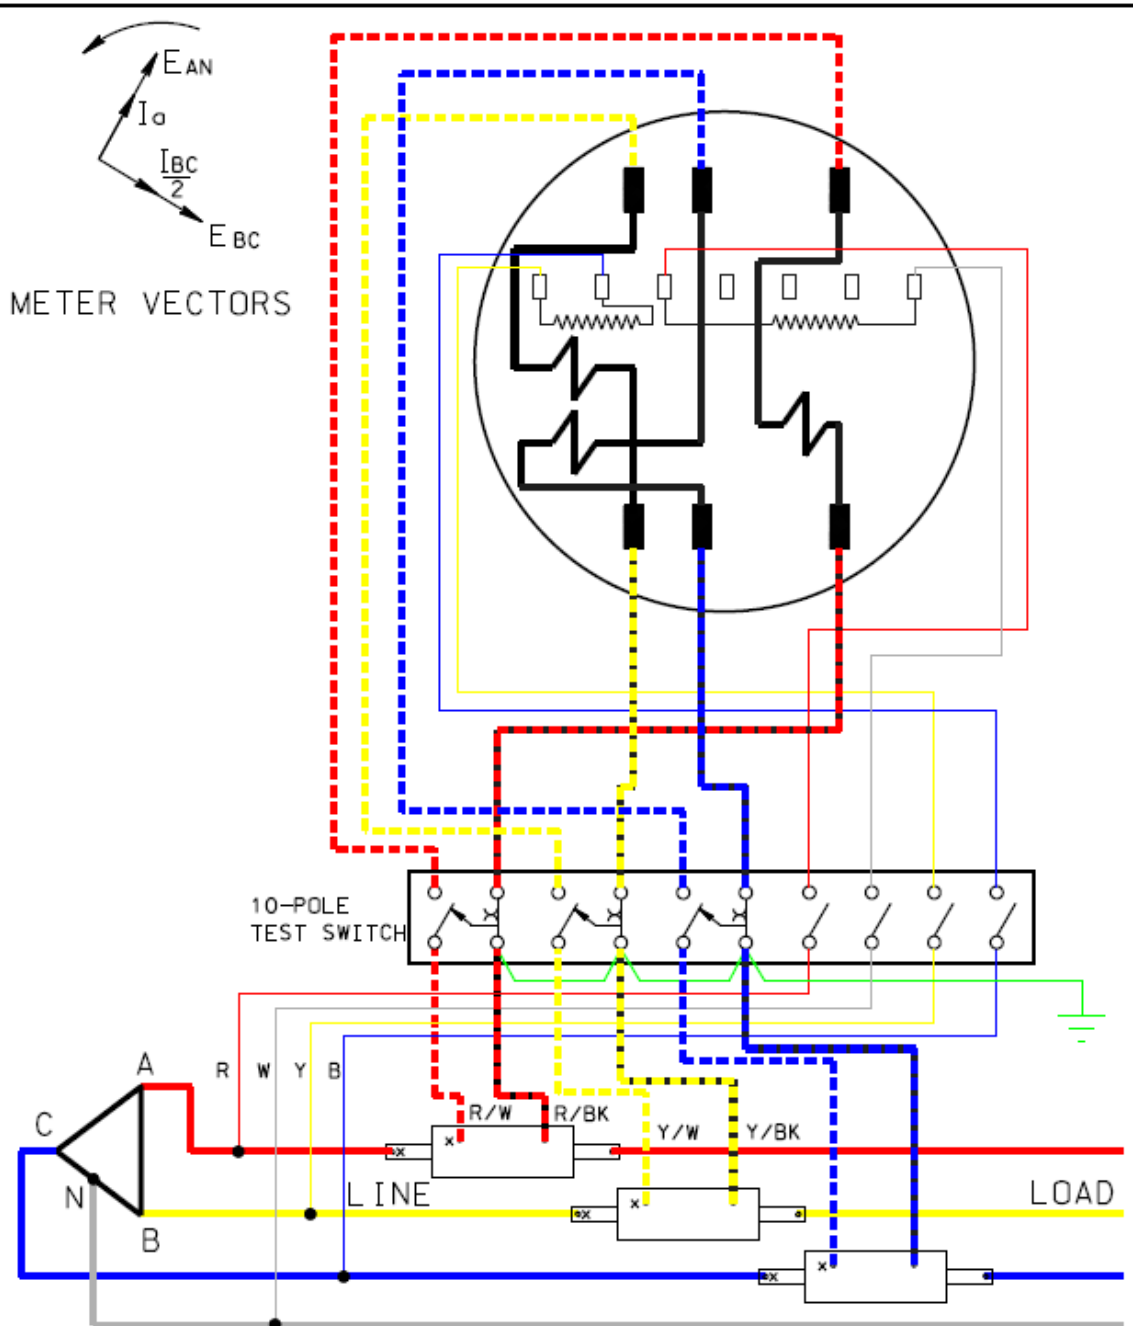 EAN
Ia
IBC
2
EBC
METER VECTORS
10-POLE
TEST SWITCH
A
R W Y B
C
R/W R/BK
Y/W Y/BK
N
LINE
LOAD
B